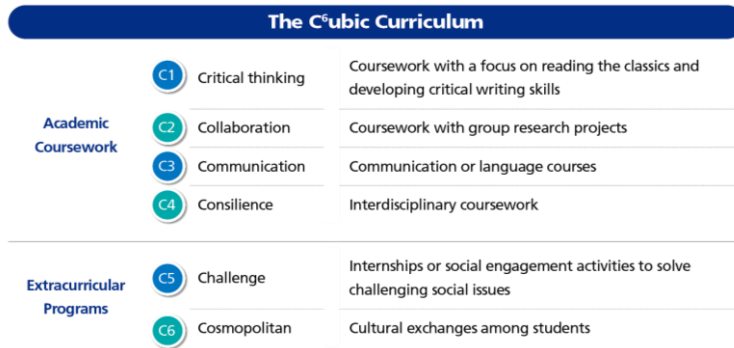 The C⁶ubic Curriculum
Academic
Coursework
C1 Critical thinking
Coursework with a focus on reading the classics and
developing critical writing skills
C2 Collaboration Coursework with group research projects
C3 Communication Communication or language courses
C4 Consilience Interdisciplinary coursework
Extracurricular
Programs
C5 Challenge
Internships or social engagement activities to solve
challenging social issues
C6 Cosmopolitan Cultural exchanges among students